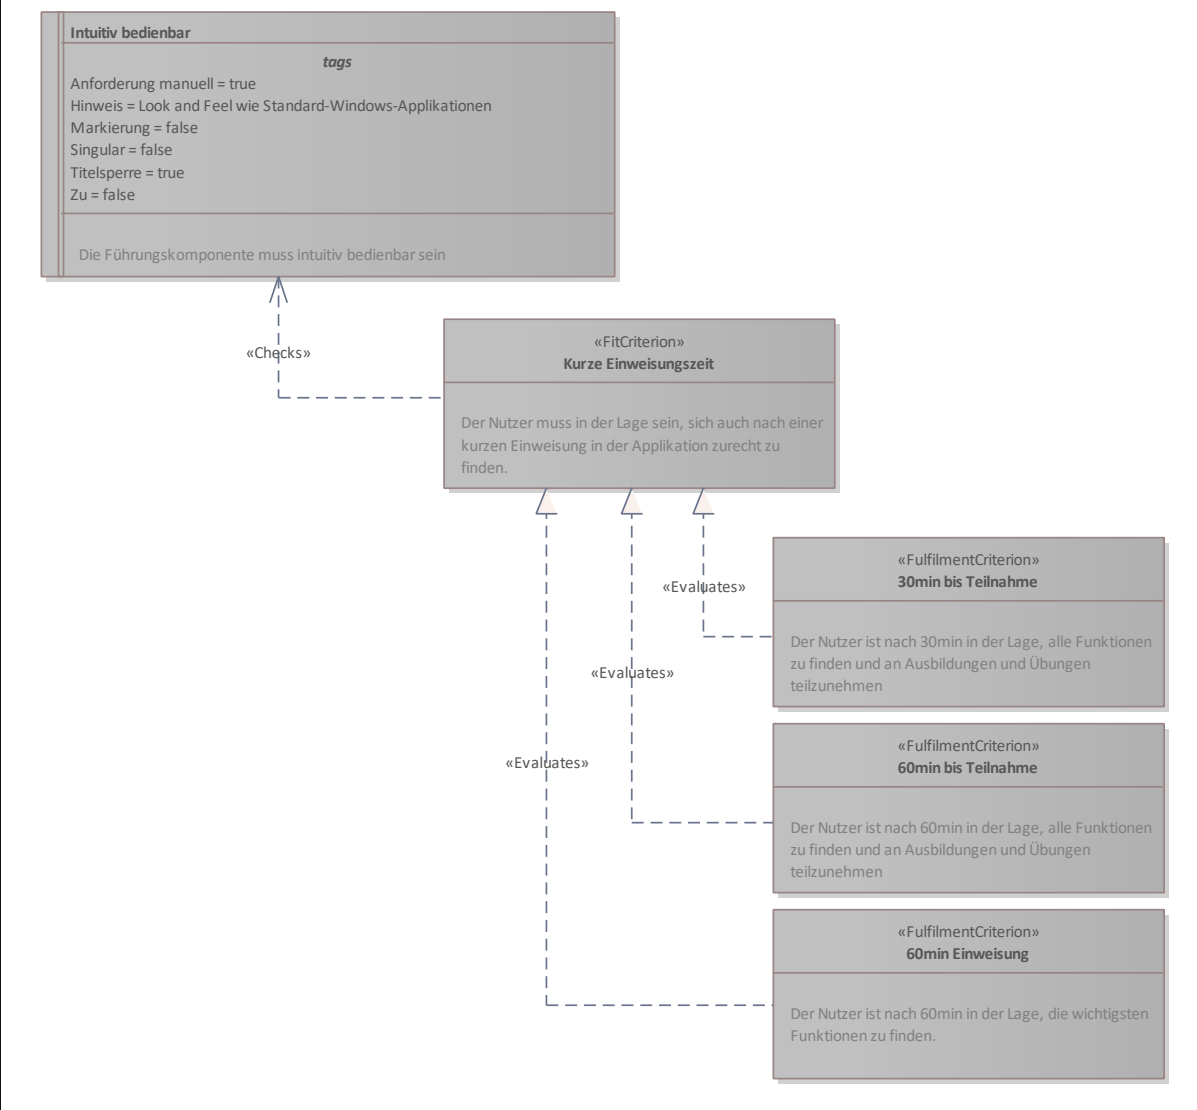 Intuitiv bedienbar
tags
Anforderung manuell = true
Hinweis = Look and Feel wie Standard-Windows-Applikationen
Markierung = false
Singular = false
Titelsperre = true
Zu = false
Die Führungskomponente muss intuitiv bedienbar sein
«Checks»
«FitCriterion»
Kurze Einweisungszeit
Der Nutzer muss in der Lage sein, sich auch nach einer
kurzen Einweisung in der Applikation zurecht zu
finden.
«Evaluates»
«FulfilmentCriterion»
30min bis Teilnahme
Der Nutzer ist nach 30min in der Lage, alle Funktionen
zu finden und an Ausbildungen und Übungen
teilzunehmen
«Evaluates»
«FulfilmentCriterion»
60min bis Teilnahme
Der Nutzer ist nach 60min in der Lage, alle Funktionen
zu finden und an Ausbildungen und Übungen
teilzunehmen
«Evaluates»
«FulfilmentCriterion»
60min Einweisung
Der Nutzer ist nach 60min in der Lage, die wichtigsten
Funktionen zu finden.